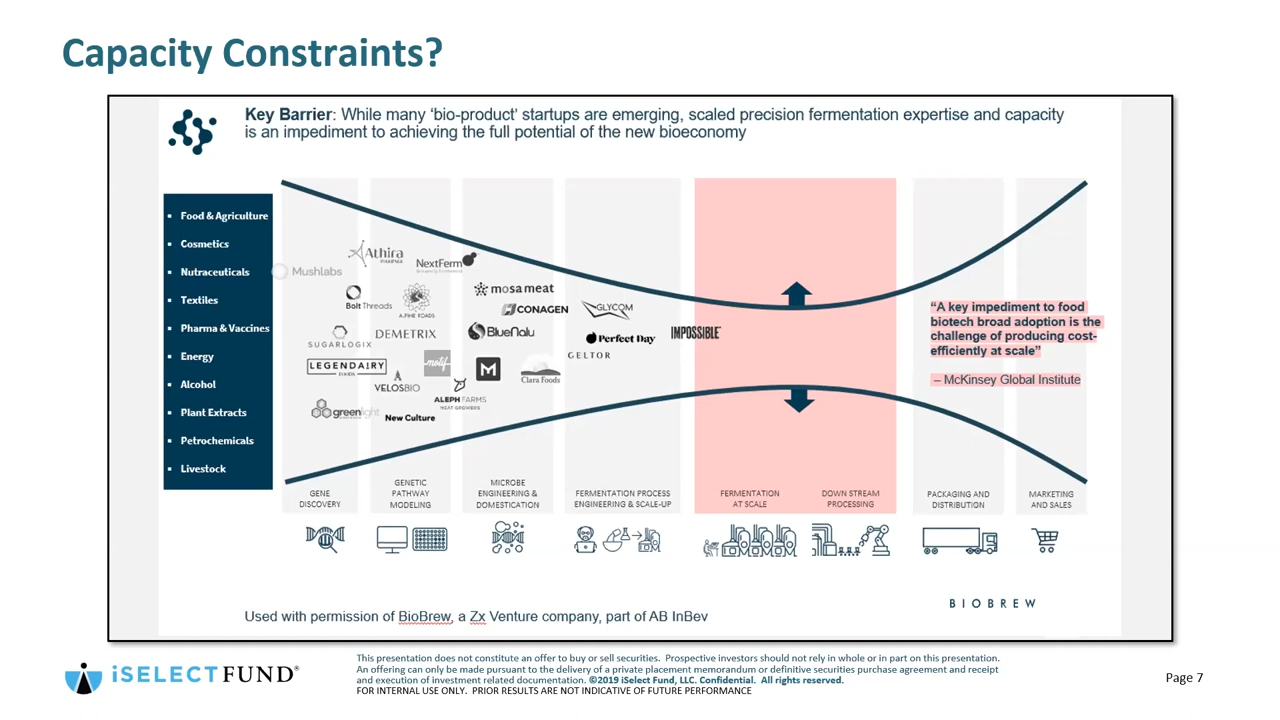 Capacity Constraints?
Key Barrier: While many ‘bio-product’ startups are emerging, scaled precision fermentation expertise and capacity
is an impediment to achieving the full potential of the new bioeconomy
▪ Food & Agriculture
▪ Cosmetics
▪ Nutraceuticals
▪ Textiles
▪ Pharma & Vaccines
▪ Energy
▪ Alcohol
▪ Plant Extracts
▪ Petrochemicals
▪ Livestock
Mushlabs
Athira
PHARMA
NextFerm
Bolt Threads
ALPINE ROADS
mosa meat
CONAGEN
GLYCOM
SUGARLOGIX
DEMETRIX
BlueNalu
Perfect Day
IMPOSSIBLE
GELTOR
LEGENDAIRY
FOODS
motif
M
VELOSBIO
Clara Foods
ALEPH FARMS
MEAT GROWERS
greenlight
New Culture
“A key impediment to food
biotech broad adoption is the
challenge of producing cost-
efficiently at scale”
– McKinsey Global Institute
GENE
DISCOVERY
GENETIC
PATHWAY
MODELING
MICROBE
ENGINEERING &
DOMESTICATION
FERMENTATION PROCESS
ENGINEERING & SCALE-UP
FERMENTATION
AT SCALE
DOWN STREAM
PROCESSING
PACKAGING AND
DISTRIBUTION
MARKETING
AND SALES
BIOBREW
Used with permission of BioBrew, a Zx Venture company, part of AB InBev
iSELECTFUND®
This presentation does not constitute an offer to buy or sell securities. Prospective investors should not rely in whole or in part on this presentation.
An offering can only be made pursuant to the delivery of a private placement memorandum or definitive securities purchase agreement and receipt
and execution of investment related documentation. ©2019 iSelect Fund, LLC. Confidential. All rights reserved.
FOR INTERNAL USE ONLY. PRIOR RESULTS ARE NOT INDICATIVE OF FUTURE PERFORMANCE
Page 7